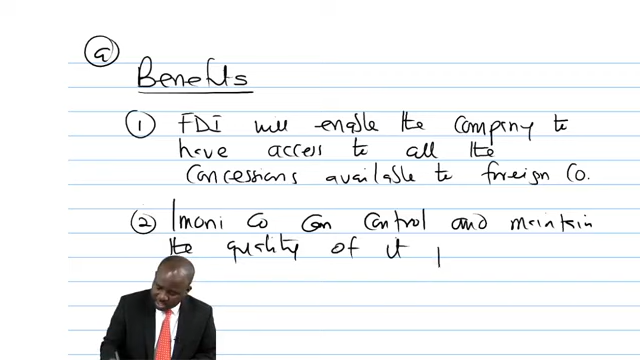 (a)
Benefits
(1) FDI will enable the company to
have access to all the
concessions available to foreign Co.
(2) Imani Co can control and maintain
the quality of it